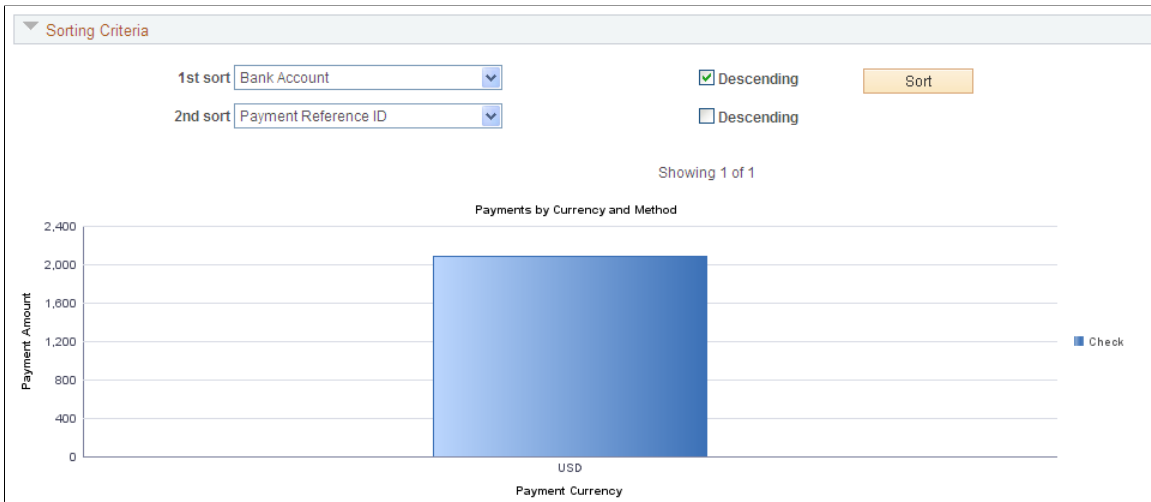 Sorting Criteria
1st sort Bank Account Descending Sort
2nd sort Payment Reference ID Descending
Showing 1 of 1
Payments by Currency and Method
2,400
2,000
1,600
1,200
800
400
0
Payment Amount
Check
USD
Payment Currency